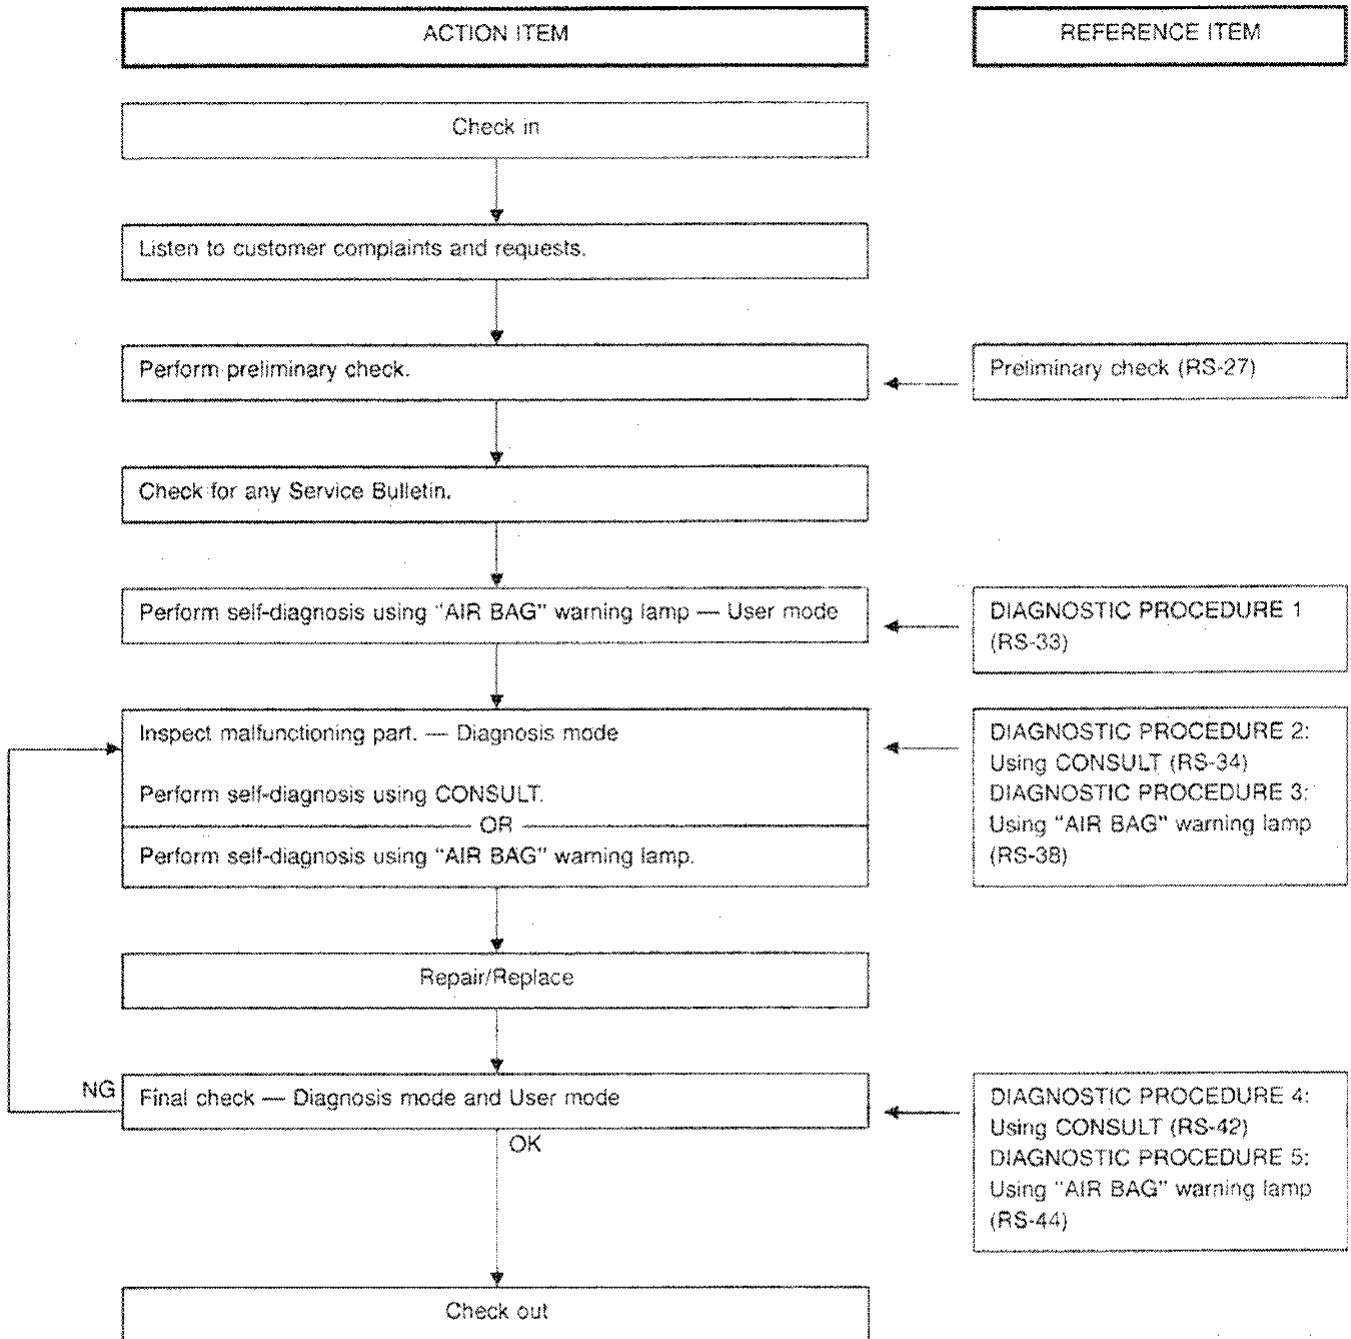 ACTION ITEM
REFERENCE ITEM
Check in
Listen to customer complaints and requests.
Perform preliminary check.
Preliminary check (RS-27)
Check for any Service Bulletin.
Perform self-diagnosis using "AIR BAG" warning lamp — User mode
DIAGNOSTIC PROCEDURE 1
(RS-33)
Inspect malfunctioning part. — Diagnosis mode
Perform self-diagnosis using CONSULT.
OR
Perform self-diagnosis using "AIR BAG" warning lamp.
DIAGNOSTIC PROCEDURE 2:
Using CONSULT (RS-34)
DIAGNOSTIC PROCEDURE 3:
Using "AIR BAG" warning lamp
(RS-38)
Repair/Replace
NG
Final check — Diagnosis mode and User mode
OK
DIAGNOSTIC PROCEDURE 4:
Using CONSULT (RS-42)
DIAGNOSTIC PROCEDURE 5:
Using "AIR BAG" warning lamp
(RS-44)
Check out